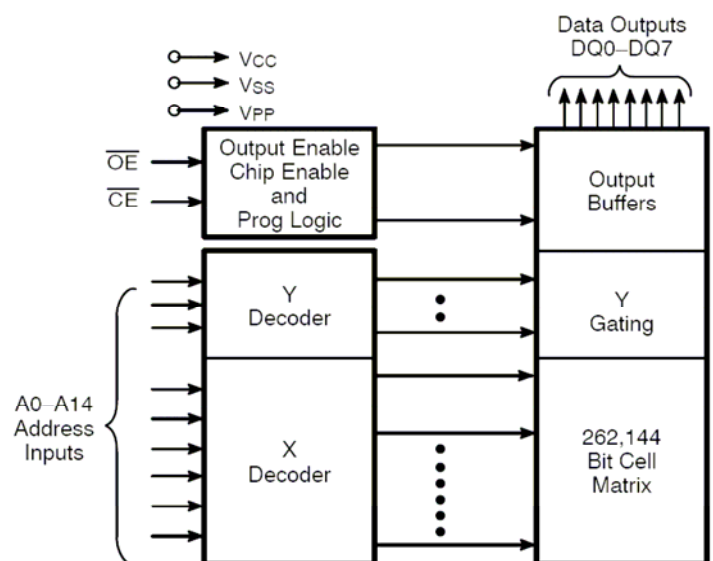 Data Outputs
DQ0–DQ7
VCC
VSS
VPP
OE
CE
Output Enable
Chip Enable
and
Prog Logic
Output
Buffers
Y
Decoder
Y
Gating
A0–A14
Address
Inputs
X
Decoder
262,144
Bit Cell
Matrix